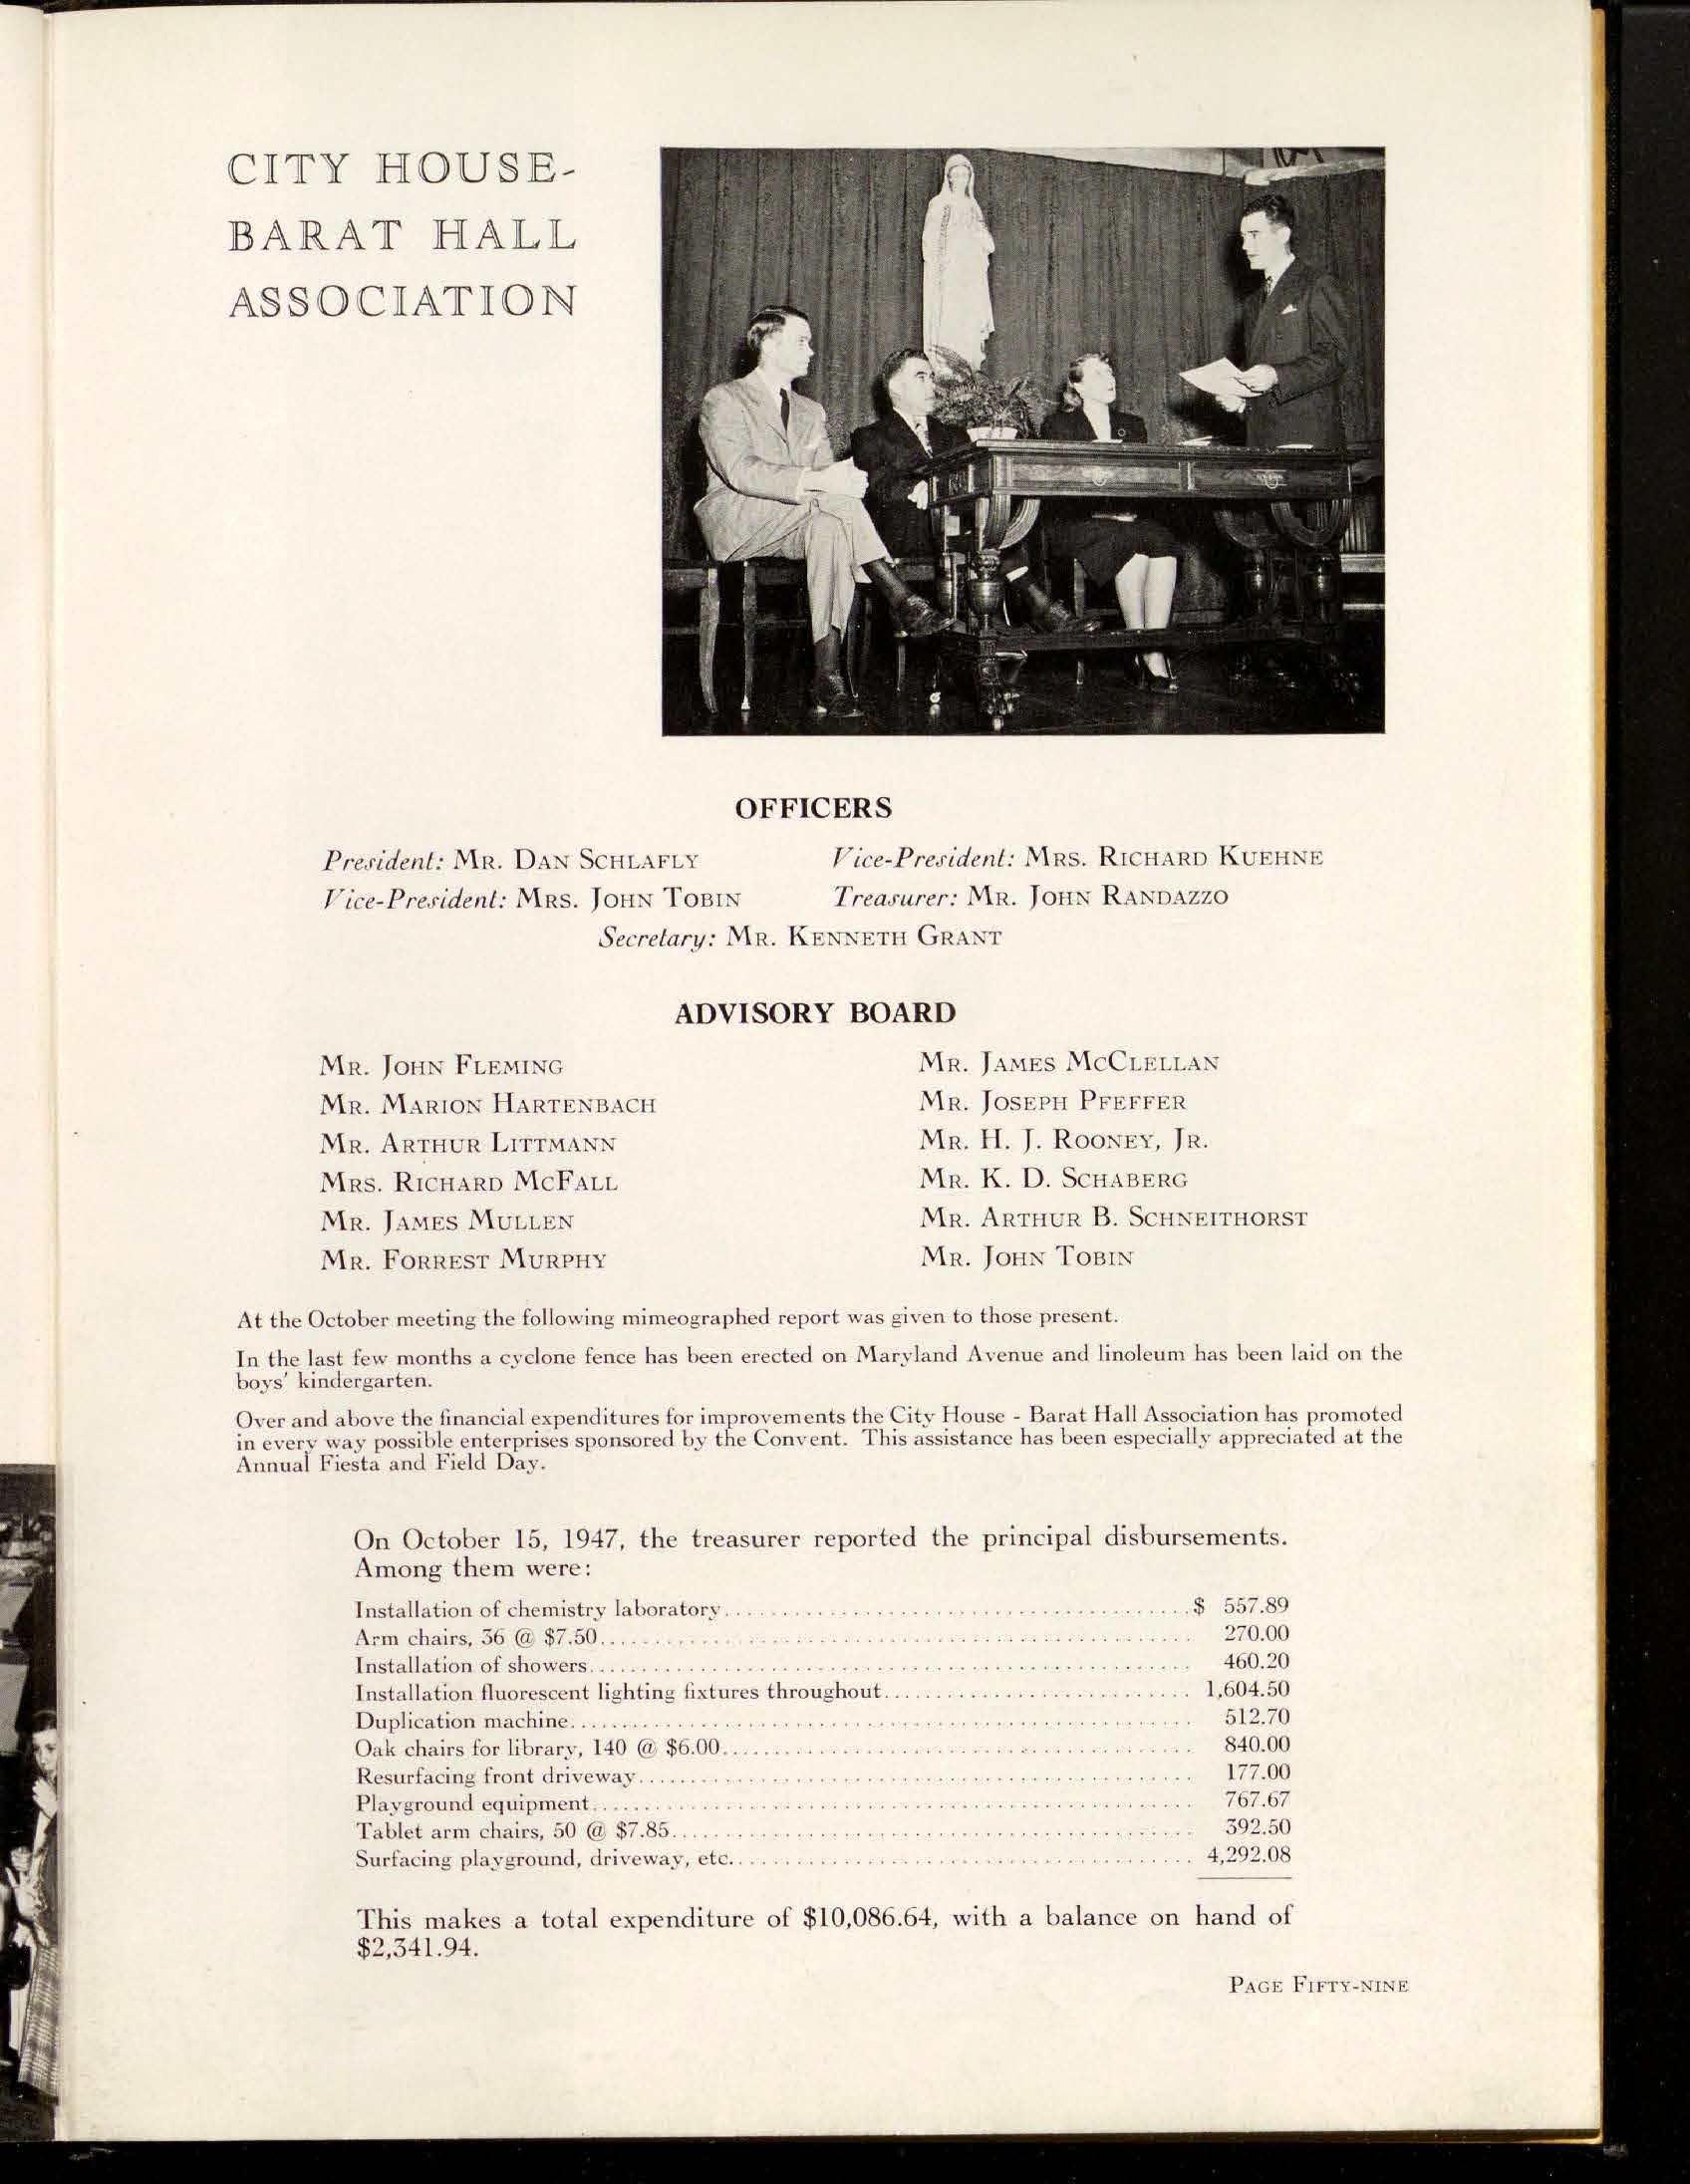 CITY HOUSE-
BARAT HALL
ASSOCIATION
OFFICERS
President: MR. DAN SCHLAFLY Vice-President: MRS. RICHARD KUEHNE
Vice-President: MRS. JOHN TOBIN Treasurer: MR. JOHN RANDAZZO
Secretary: MR. KENNETH GRANT
ADVISORY BOARD
MR. JOHN FLEMING
MR. MARION HARTENBACH
MR. ARTHUR LITTMANN
MRS. RICHARD MCFALL
MR. JAMES MULLEN
MR. FORREST MURPHY
MR. JAMES MCCLELLAN
MR. JOSEPH PFEFFER
MR. H. J. ROONEY, JR.
MR. K. D. SCHABERG
MR. ARTHUR B. SCHNEITHORST
MR. JOHN TOBIN
At the October meeting the following mimeographed report was given to those present.
In the last few months a cyclone fence has been erected on Maryland Avenue and linoleum has been laid on the
boys' kindergarten.
Over and above the financial expenditures for improvements the City House - Barat Hall Association has promoted
in every way possible enterprises sponsored by the Convent. This assistance has been especially appreciated at the
Annual Fiesta and Field Day.
On October 15, 1947, the treasurer reported the principal disbursements.
Among them were:
Installation of chemistry laboratory $ 557.89
Arm chairs, 36 @ $7.50 270.00
Installation of showers 460.20
Installation fluorescent lighting fixtures throughout 1,604.50
Duplication machine 512.70
Oak chairs for library, 140 @ $6.00 840.00
Resurfacing front driveway 177.00
Playground equipment 767.67
Tablet arm chairs, 50 @ $7.85 392.50
Surfacing playground, driveway, etc. 4,292.08
This makes a total expenditure of $10,086.64, with a balance on hand of
$2,341.94.
PAGE FIFTY-NINE